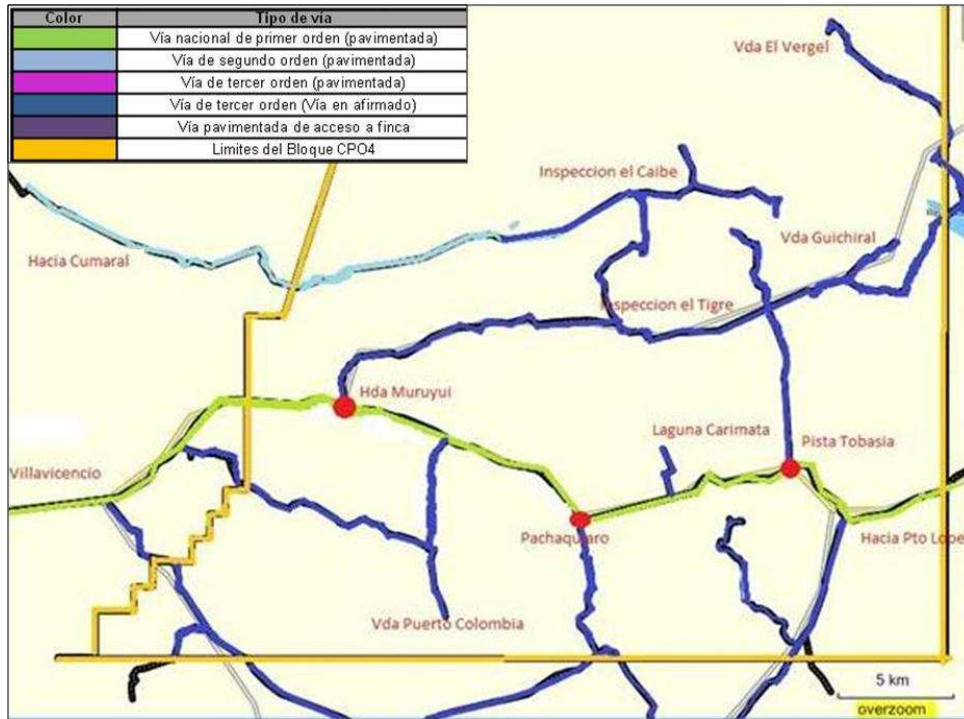 Color Tipo de vía
Vía nacional de primer orden (pavimentada)
Vía de segundo orden (pavimentada)
Vía de tercer orden (pavimentada)
Vía de tercer orden (Vía en afirmado)
Vía pavimentada de acceso a finca
Limites del Bloque CPO4
Vda El Vergel
Inspeccion el Caibe
Hacia Cumaral
Vda Guichiral
Inspeccion el Tigre
Hda Muruyui
Laguna Carimata
Pista Tobasia
Villavicencio
Pachaquiaro
Hacia Pto Lope
Vda Puerto Colombia
5 km
overzoom